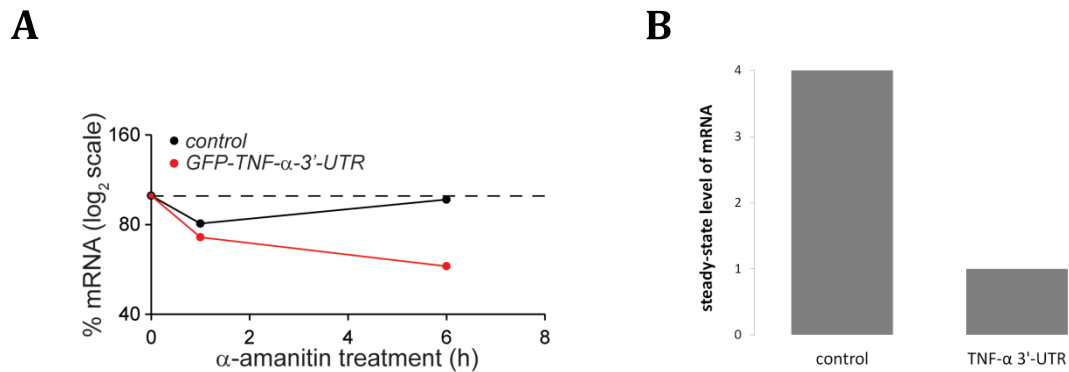 A
% mRNA (log2 scale)
160
80
40
control
GFP-TNF-α-3'-UTR
0
2
4
6
8
α-amanitin treatment (h)
B
steady-state level of mRNA
4
3
2
1
0
control
TNF-α 3'-UTR